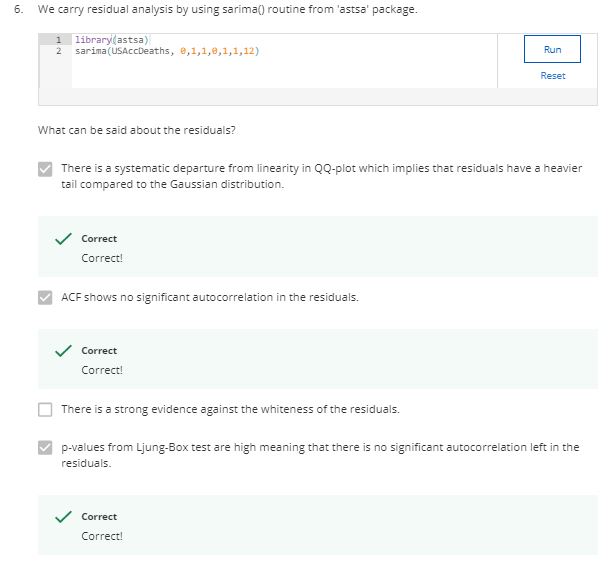 6. We carry residual analysis by using sarima() routine from 'astsa' package.
1 library(astsa)
2 sarima(USAccDeaths, 0,1,1,0,1,1,12)
Run
Reset
What can be said about the residuals?
There is a systematic departure from linearity in QQ-plot which implies that residuals have a heavier
tail compared to the Gaussian distribution.
Correct
Correct!
ACF shows no significant autocorrelation in the residuals.
Correct
Correct!
There is a strong evidence against the whiteness of the residuals.
p-values from Ljung-Box test are high meaning that there is no significant autocorrelation left in the
residuals.
Correct
Correct!